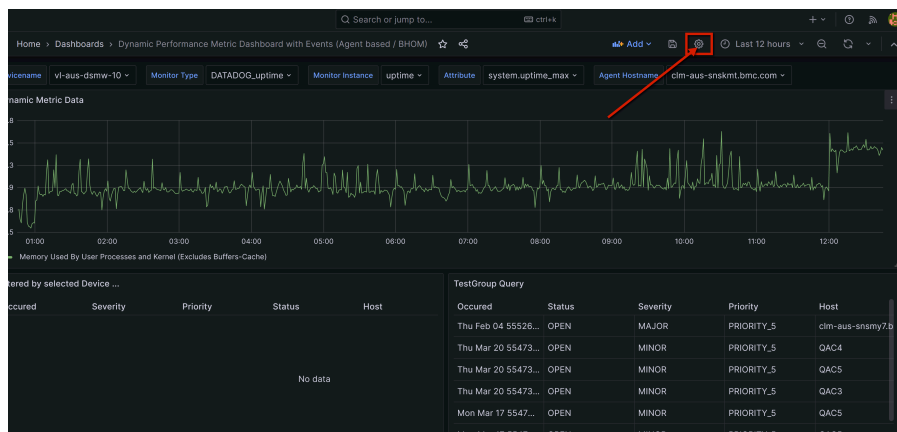 Search or jump to... ctrl+k
Home > Dashboards > Dynamic Performance Metric Dashboard with Events (Agent based / BHOM) Add Last 12 hours
vicename vl-aus-dsmw-10 Monitor Type DATADOG_uptime Monitor Instance uptime Attribute system.uptime_max Agent Hostname clm-aus-snskmt.bmc.com
namic Metric Data
.8
.5
.3
.9
.8
.5
01:00 02:00 03:00 04:00 05:00 06:00 07:00 08:00 09:00 10:00 11:00 12:00
Memory Used By User Processes and Kernel (Excludes Buffers-Cache)
tered by selected Device ...
ccured Severity Priority Status Host
No data
TestGroup Query
Occured Status Severity Priority Host
Thu Feb 04 55526... OPEN MAJOR PRIORITY_5 clm-aus-snsmy7.b
Thu Mar 20 55473... OPEN MINOR PRIORITY_5 QAC4
Thu Mar 20 55473... OPEN MINOR PRIORITY_5 QAC5
Thu Mar 20 55473... OPEN MINOR PRIORITY_5 QAC3
Mon Mar 17 5547... OPEN MINOR PRIORITY_5 QAC5